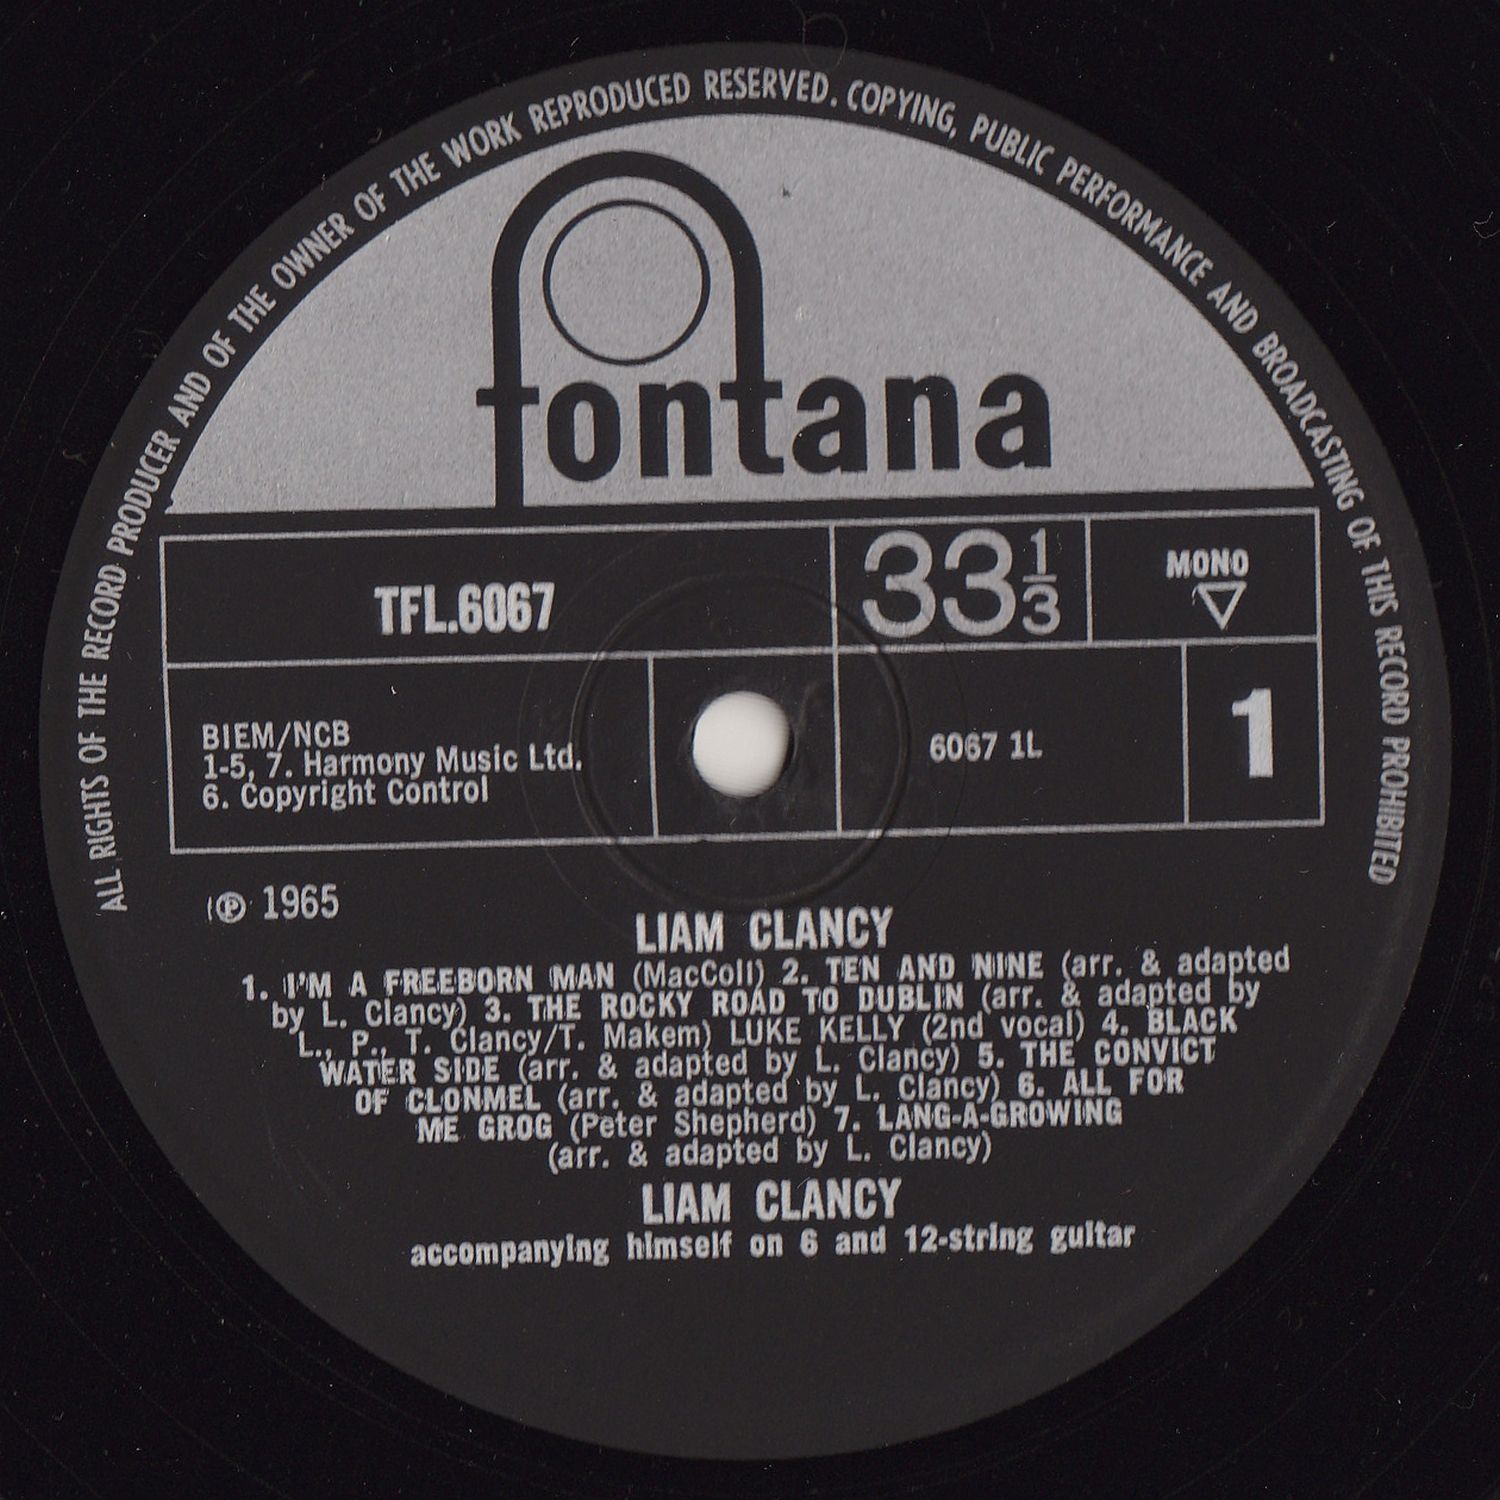 ALL RIGHTS OF THE RECORD PRODUCER AND OF THE OWNER OF THE WORK REPRODUCED RESERVED. COPYING, PUBLIC PERFORMANCE AND BROADCASTING OF THIS RECORD PROHIBITED
fontana
TFL.6067
33 1/3
MONO
BIEM/NCB
1-5, 7. Harmony Music Ltd.
6. Copyright Control
6067 1L
1
℗ 1965
LIAM CLANCY
1. I'M A FREEBORN MAN (MacColl) 2. TEN AND NINE (arr. & adapted
by L. Clancy) 3. THE ROCKY ROAD TO DUBLIN (arr. & adapted by
L., P., T. Clancy/T. Makem) LUKE KELLY (2nd vocal) 4. BLACK
WATER SIDE (arr. & adapted by L. Clancy) 5. THE CONVICT
OF CLONMEL (arr. & adapted by L. Clancy) 6. ALL FOR
ME GROG (Peter Shepherd) 7. LANG-A-GROWING
(arr. & adapted by L. Clancy)
LIAM CLANCY
accompanying himself on 6 and 12-string guitar